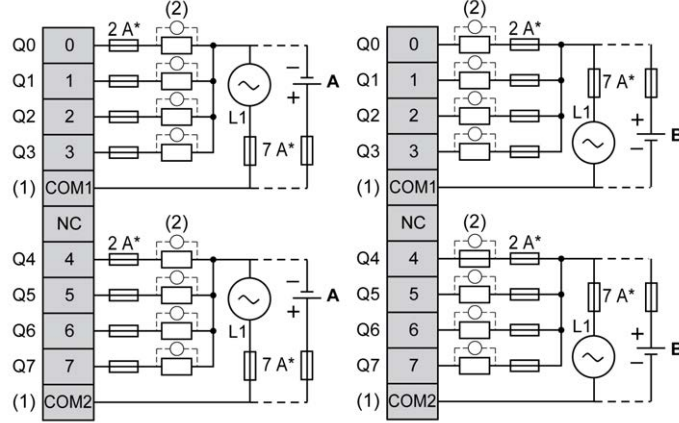 (2)
Q0 0 2 A*
Q1 1 − A
Q2 2 + L1
Q3 3 7 A*
(1) COM1
NC
(2)
Q4 4 2 A*
Q5 5 − A
Q6 6 + L1
Q7 7 7 A*
(1) COM2
(2)
Q0 0 2 A*
Q1 1 7 A*
Q2 2 L1 +
Q3 3 −
(1) COM1
NC
(2)
Q4 4 2 A*
Q5 5 7 A*
Q6 6 L1 +
Q7 7 −
(1) COM2